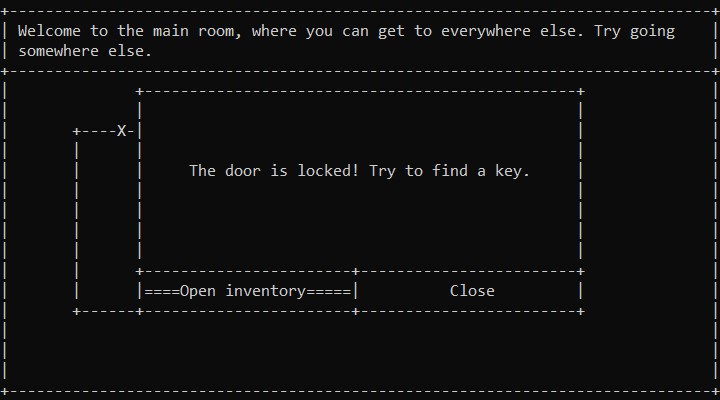 Welcome to the main room, where you can get to everywhere else. Try going
somewhere else.
X
The door is locked! Try to find a key.
====Open inventory=====
Close